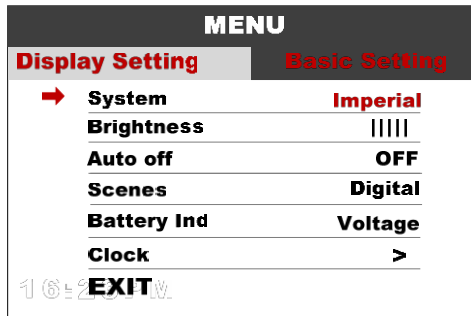 MENU
Display Setting Basic Setting
System Imperial
Brightness |||||
Auto off OFF
Scenes Digital
Battery Ind Voltage
Clock >
EXIT